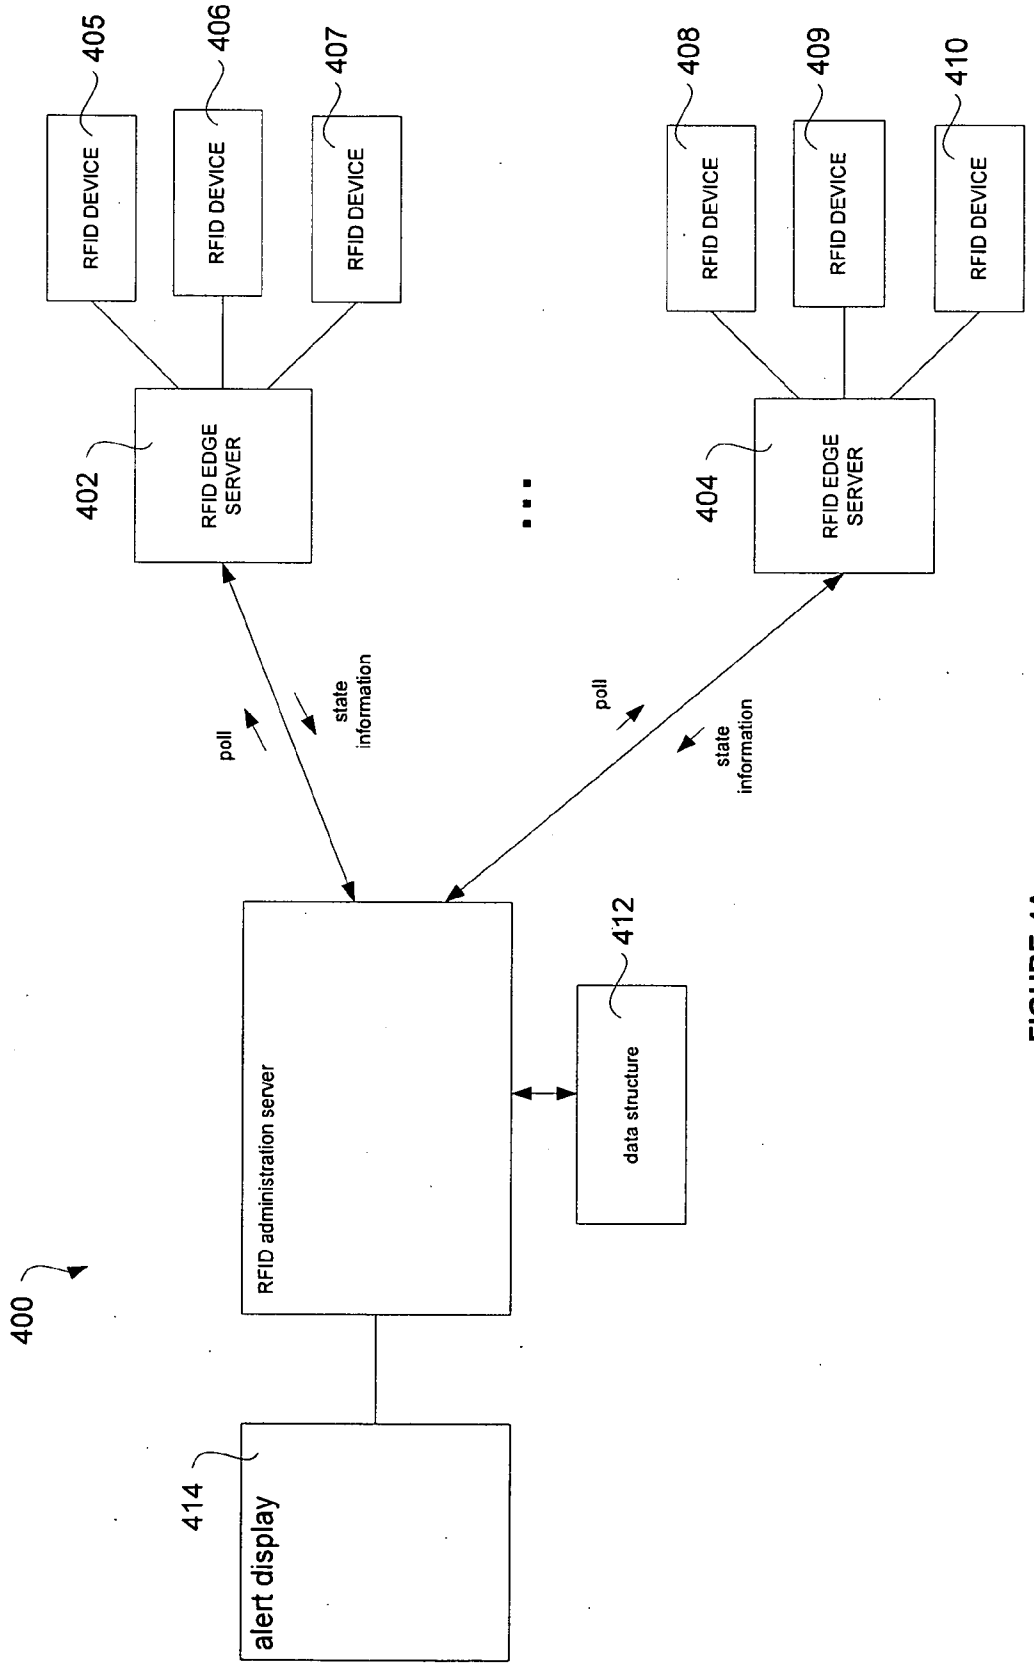 400
414
alert display
RFID administration server
412
data structure
poll
state
information
poll
state
information
402
RFID EDGE
SERVER
404
RFID EDGE
SERVER
405
RFID DEVICE
406
RFID DEVICE
407
RFID DEVICE
408
RFID DEVICE
409
RFID DEVICE
410
RFID DEVICE
FIGURE 4A